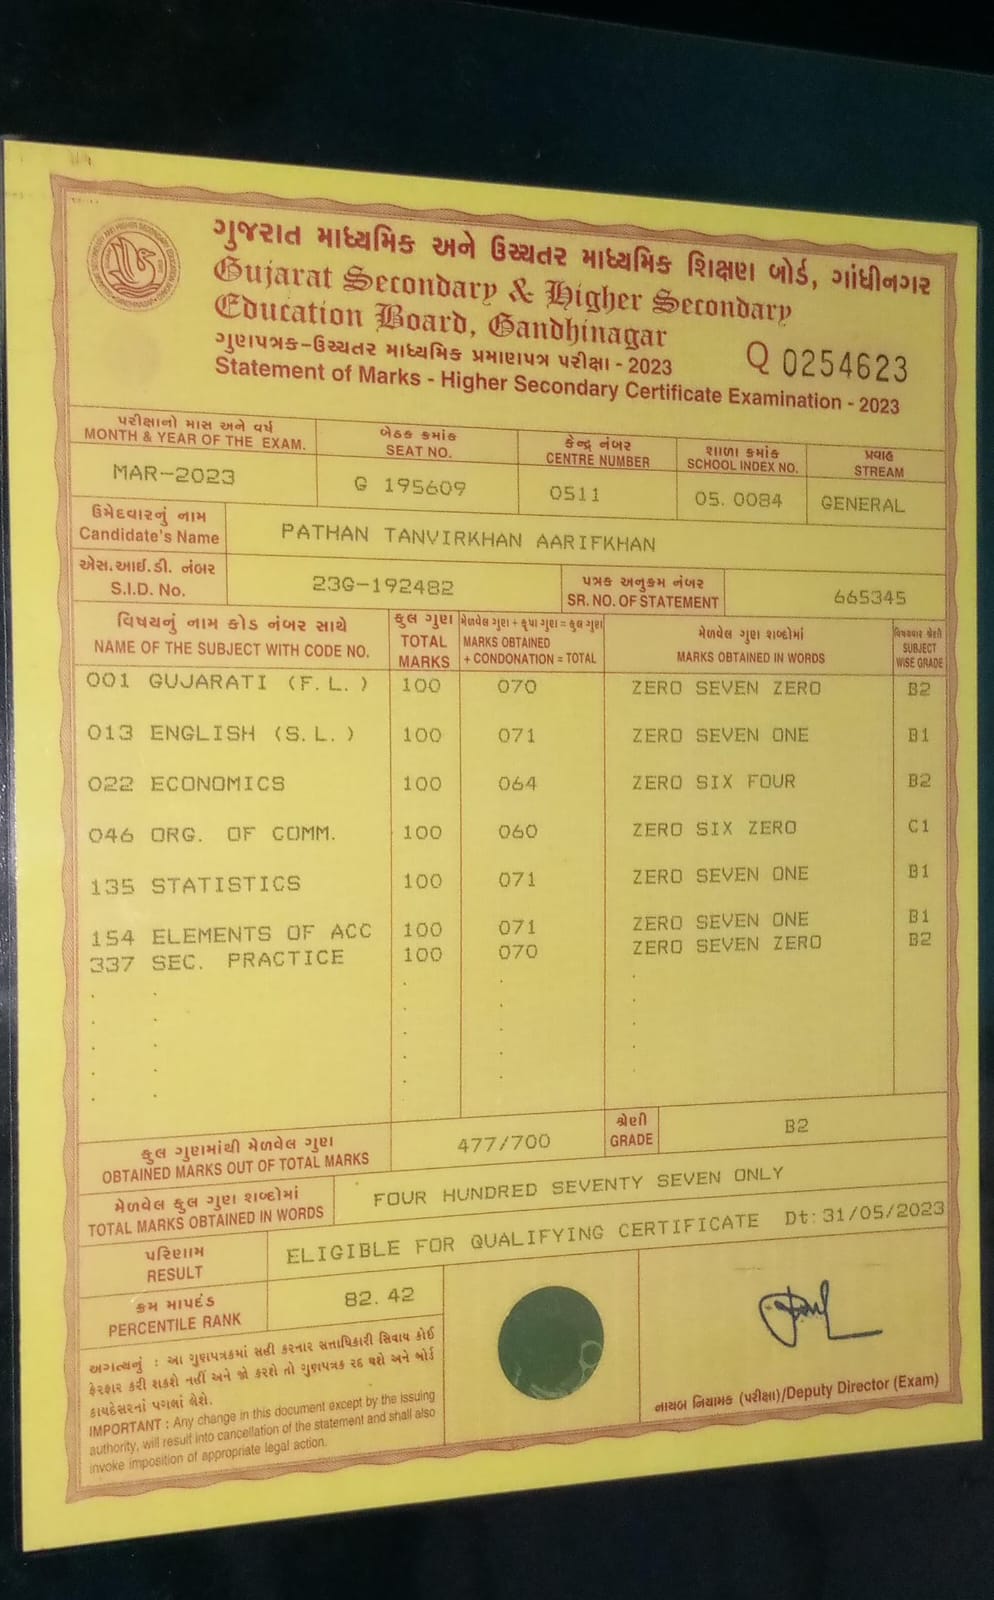 ગુજરાત માધ્યમિક અને ઉચ્ચતર માધ્યમિક શિક્ષણ બોર્ડ, ગાંધીનગર
Gujarat Secondary & Higher Secondary
Education Board, Gandhinagar
ગુણપત્રક-ઉચ્ચતર માધ્યમિક પ્રમાણપત્ર પરીક્ષા - 2023
Q 0254623
Statement of Marks - Higher Secondary Certificate Examination - 2023
પરીક્ષાનો માસ અને વર્ષ બેઠક ક્રમાંક કેન્દ્ર નંબર શાળા ક્રમાંક પ્રવાહ
MONTH & YEAR OF THE EXAM. SEAT NO. CENTRE NUMBER SCHOOL INDEX NO. STREAM
MAR-2023 G 195609 0511 05.0084 GENERAL
ઉમેદવારનું નામ
Candidate's Name PATHAN TANVIRKHAN AARIFKHAN
એસ.આઈ.ડી. નંબર પત્રક અનુક્રમ નંબર
S.I.D. No. 23G-192482 SR. NO. OF STATEMENT 665345
વિષયનું નામ કોડ નંબર સાથે કુલ ગુણ મેળવેલ ગુણ + કૃપા ગુણ = કુલ ગુણ મેળવેલ ગુણ શબ્દોમાં વિષયવાર શ્રેણી
NAME OF THE SUBJECT WITH CODE NO. TOTAL MARKS MARKS OBTAINED + CONDONATION = TOTAL MARKS OBTAINED IN WORDS SUBJECT WISE GRADE
001 GUJARATI (F.L.) 100 070 ZERO SEVEN ZERO B2
013 ENGLISH (S.L.) 100 071 ZERO SEVEN ONE B1
022 ECONOMICS 100 064 ZERO SIX FOUR B2
046 ORG. OF COMM. 100 060 ZERO SIX ZERO C1
135 STATISTICS 100 071 ZERO SEVEN ONE B1
154 ELEMENTS OF ACC 100 071 ZERO SEVEN ONE B1
337 SEC. PRACTICE 100 070 ZERO SEVEN ZERO B2
કુલ ગુણમાંથી મેળવેલ ગુણ શ્રેણી
OBTAINED MARKS OUT OF TOTAL MARKS 477/700 GRADE B2
મેળવેલ કુલ ગુણ શબ્દોમાં
TOTAL MARKS OBTAINED IN WORDS FOUR HUNDRED SEVENTY SEVEN ONLY
પરિણામ
RESULT ELIGIBLE FOR QUALIFYING CERTIFICATE Dt:31/05/2023
ક્રમ માપદંડ
PERCENTILE RANK 82.42
અગત્યનું : આ ગુણપત્રકમાં સહી કરનાર સત્તાધિકારી સિવાય કોઈ
ફેરફાર કરી શકશે નહીં અને જો કરશે તો ગુણપત્રક રદ થશે અને બોર્ડ
કાયદેસરનાં પગલાં લેશે.
IMPORTANT : Any change in this document except by the issuing
authority, will result into cancellation of the statement and shall also
invoke imposition of appropriate legal action.
નાયબ નિયામક (પરીક્ષા)/Deputy Director (Exam)